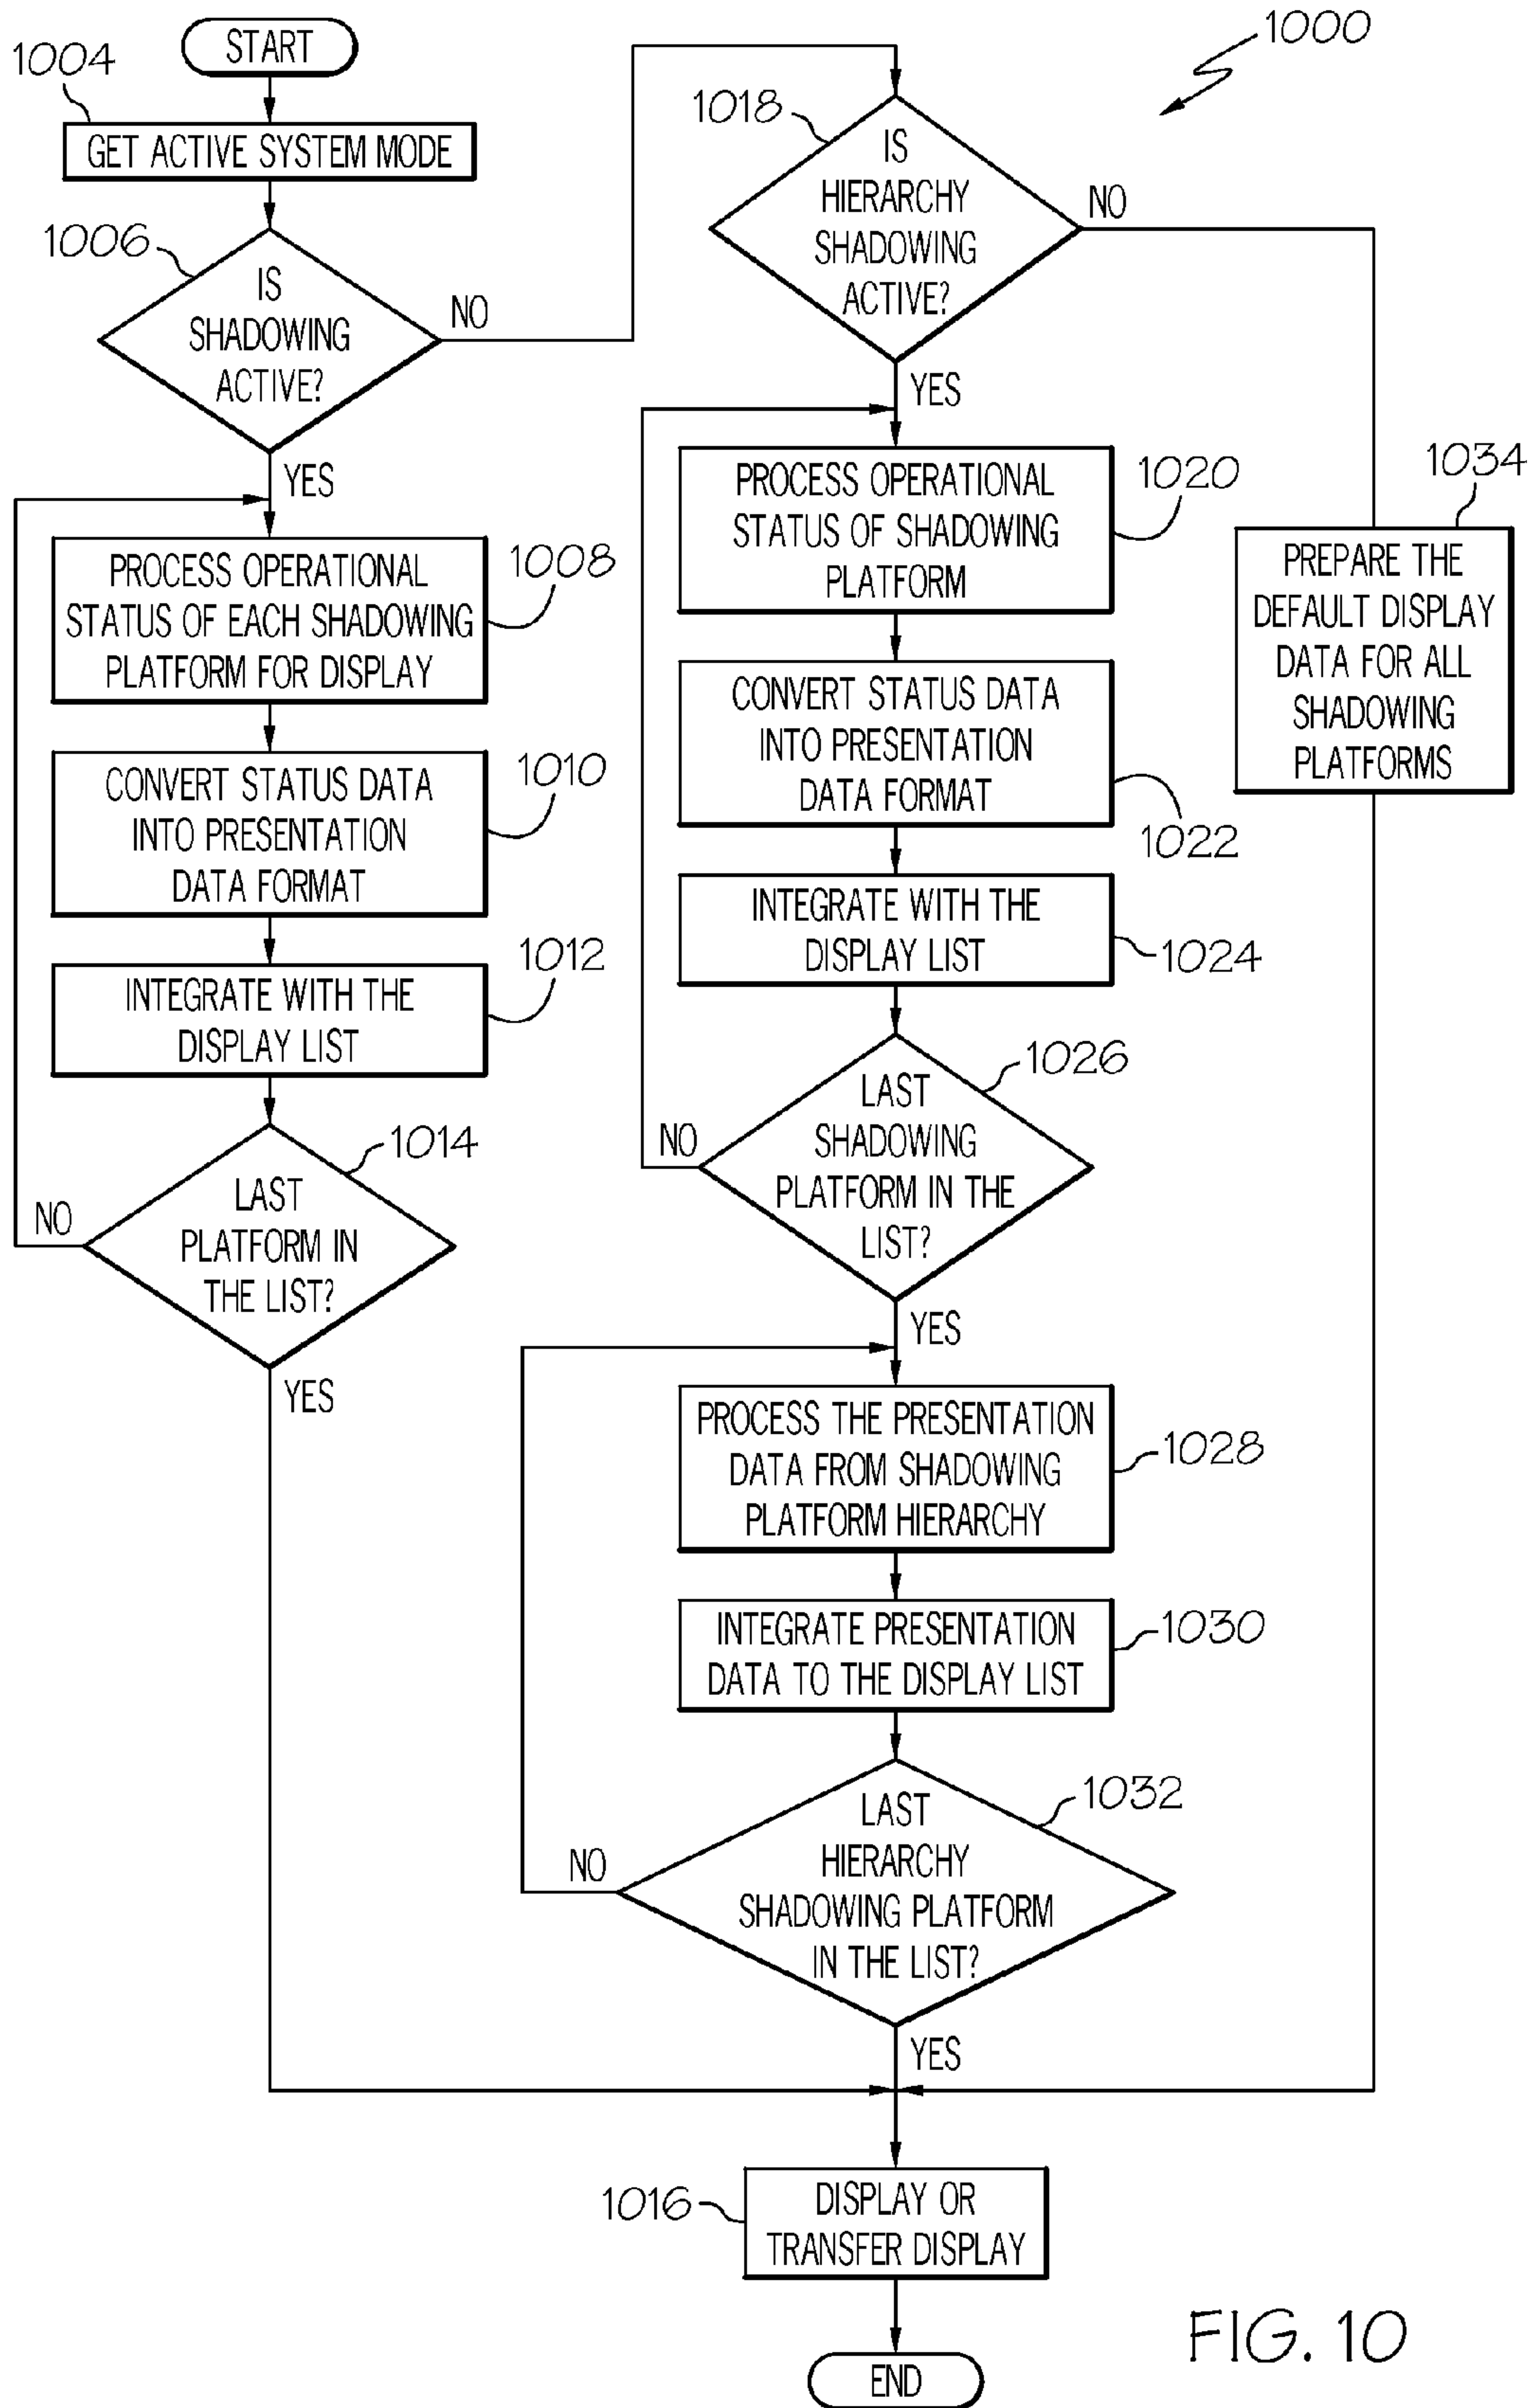 1000
START
1004
GET ACTIVE SYSTEM MODE
1006
IS
SHADOWING
ACTIVE?
NO
YES
PROCESS OPERATIONAL
STATUS OF EACH SHADOWING
PLATFORM FOR DISPLAY
1008
CONVERT STATUS DATA
INTO PRESENTATION
DATA FORMAT
1010
INTEGRATE WITH THE
DISPLAY LIST
1012
LAST
PLATFORM IN
THE LIST?
1014
NO
YES
1018
IS
HIERARCHY
SHADOWING
ACTIVE?
NO
YES
PROCESS OPERATIONAL
STATUS OF SHADOWING
PLATFORM
1020
CONVERT STATUS DATA
INTO PRESENTATION
DATA FORMAT
1022
INTEGRATE WITH THE
DISPLAY LIST
1024
LAST
SHADOWING
PLATFORM IN THE
LIST?
1026
NO
YES
PROCESS THE PRESENTATION
DATA FROM SHADOWING
PLATFORM HIERARCHY
1028
INTEGRATE PRESENTATION
DATA TO THE DISPLAY LIST
1030
LAST
HIERARCHY
SHADOWING PLATFORM
IN THE LIST?
1032
NO
YES
1034
PREPARE THE
DEFAULT DISPLAY
DATA FOR ALL
SHADOWING
PLATFORMS
1016
DISPLAY OR
TRANSFER DISPLAY
END
FIG. 10